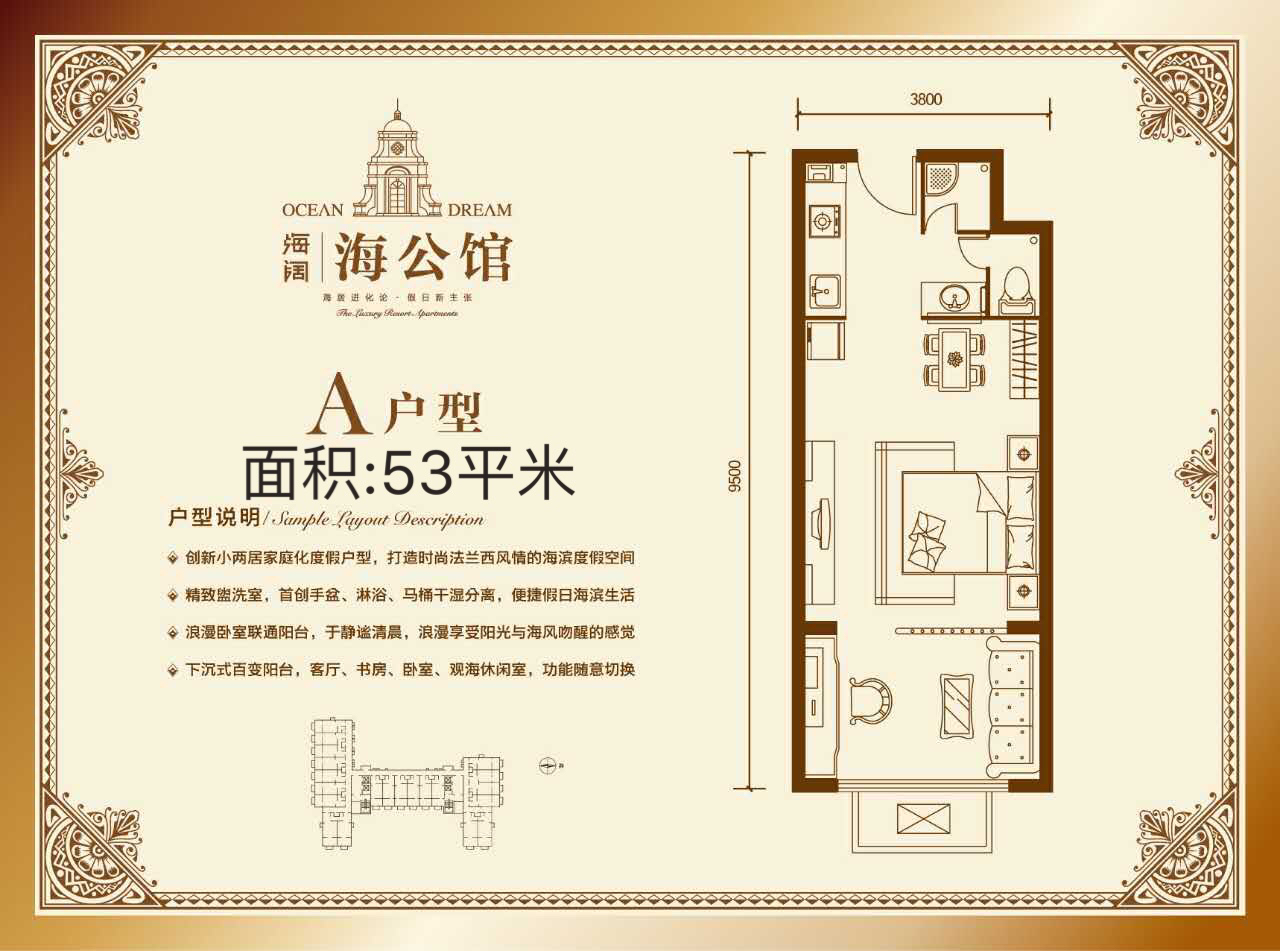 OCEAN DREAM
海阔 海公馆
海居进化论·假日新主张
The Luxury Resort Apartments
A户型
面积:53平米
户型说明/Sample Layout Description
创新小两居家庭化度假户型，打造时尚法兰西风情的海滨度假空间
精致盥洗室，首创手盆、淋浴、马桶干湿分离，便捷假日海滨生活
浪漫卧室联通阳台，于静谧清晨，浪漫享受阳光与海风吻醒的感觉
下沉式百变阳台，客厅、书房、卧室、观海休闲室，功能随意切换
3800
9500